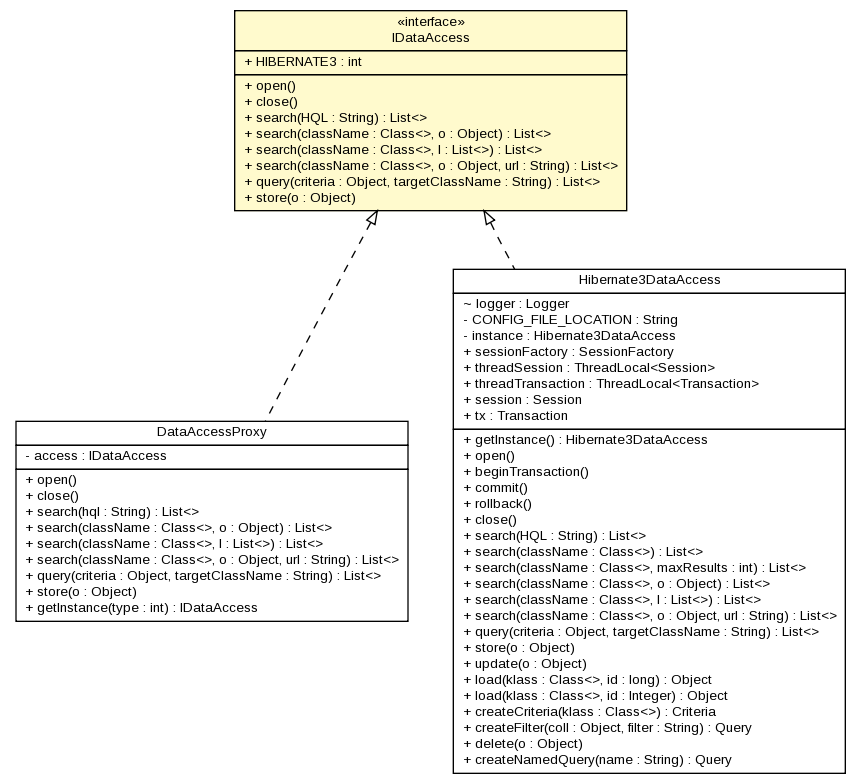 «interface»
IDataAccess
+ HIBERNATE3 : int
+ open()
+ close()
+ search(HQL : String) : List<>
+ search(className : Class<>, o : Object) : List<>
+ search(className : Class<>, l : List<>) : List<>
+ search(className : Class<>, o : Object, url : String) : List<>
+ query(criteria : Object, targetClassName : String) : List<>
+ store(o : Object)
DataAccessProxy
- access : IDataAccess
+ open()
+ close()
+ search(hql : String) : List<>
+ search(className : Class<>, o : Object) : List<>
+ search(className : Class<>, l : List<>) : List<>
+ search(className : Class<>, o : Object, url : String) : List<>
+ query(criteria : Object, targetClassName : String) : List<>
+ store(o : Object)
+ getInstance(type : int) : IDataAccess
Hibernate3DataAccess
~ logger : Logger
- CONFIG_FILE_LOCATION : String
- instance : Hibernate3DataAccess
+ sessionFactory : SessionFactory
+ threadSession : ThreadLocal<Session>
+ threadTransaction : ThreadLocal<Transaction>
+ session : Session
+ tx : Transaction
+ getInstance() : Hibernate3DataAccess
+ open()
+ beginTransaction()
+ commit()
+ rollback()
+ close()
+ search(HQL : String) : List<>
+ search(className : Class<>) : List<>
+ search(className : Class<>, maxResults : int) : List<>
+ search(className : Class<>, o : Object) : List<>
+ search(className : Class<>, l : List<>) : List<>
+ search(className : Class<>, o : Object, url : String) : List<>
+ query(criteria : Object, targetClassName : String) : List<>
+ store(o : Object)
+ update(o : Object)
+ load(klass : Class<>, id : long) : Object
+ load(klass : Class<>, id : Integer) : Object
+ createCriteria(klass : Class<>) : Criteria
+ createFilter(coll : Object, filter : String) : Query
+ delete(o : Object)
+ createNamedQuery(name : String) : Query